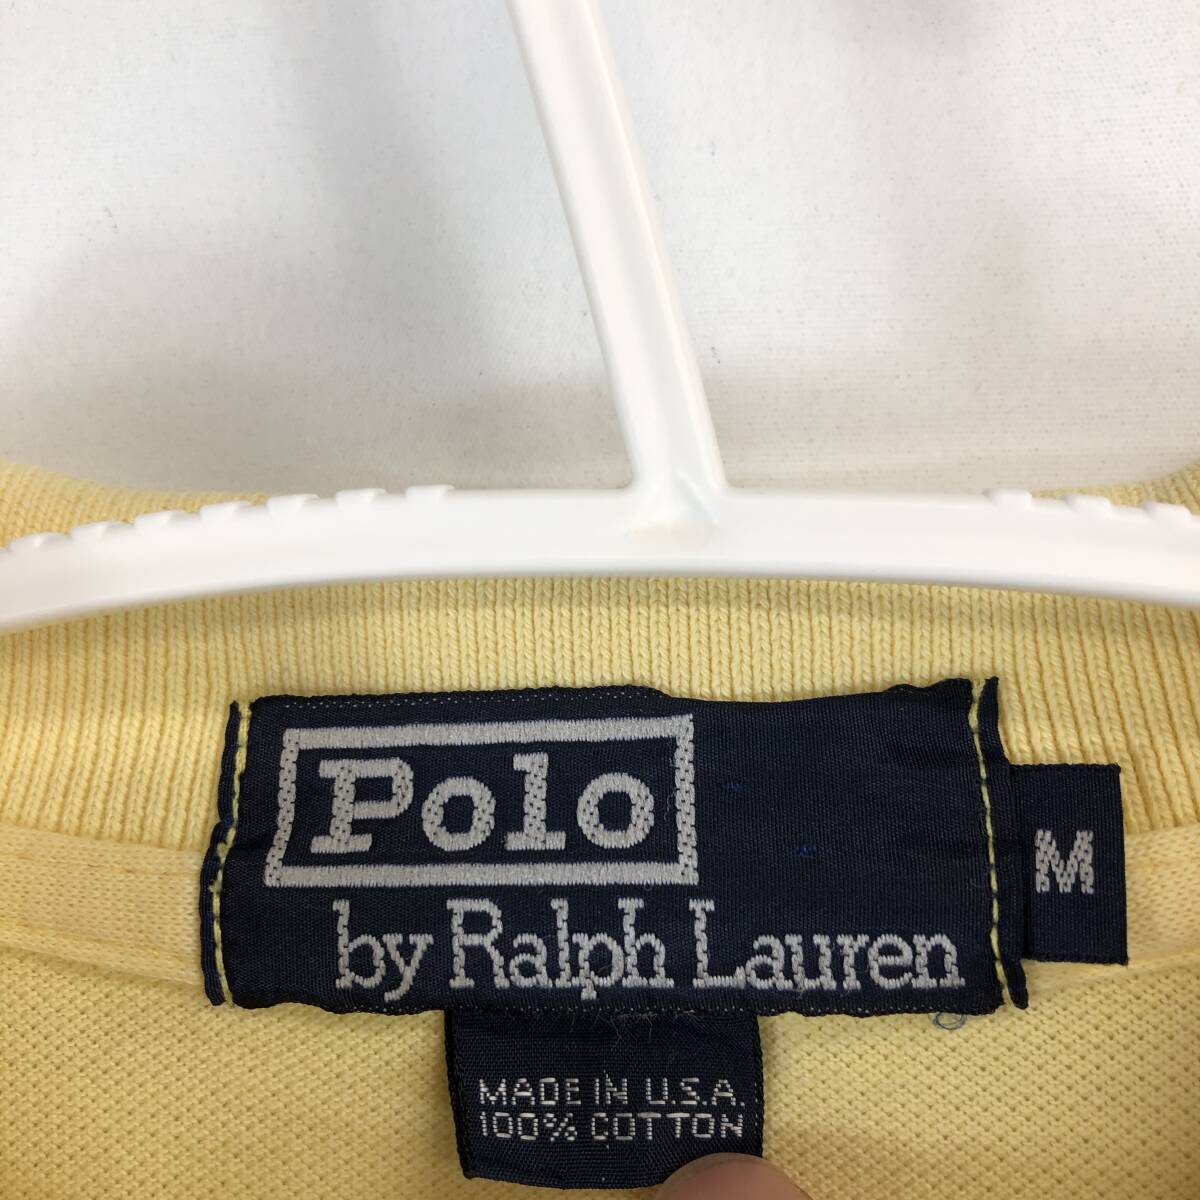 Polo
by Ralph Lauren
M
MADE IN U.S.A.
100% COTTON